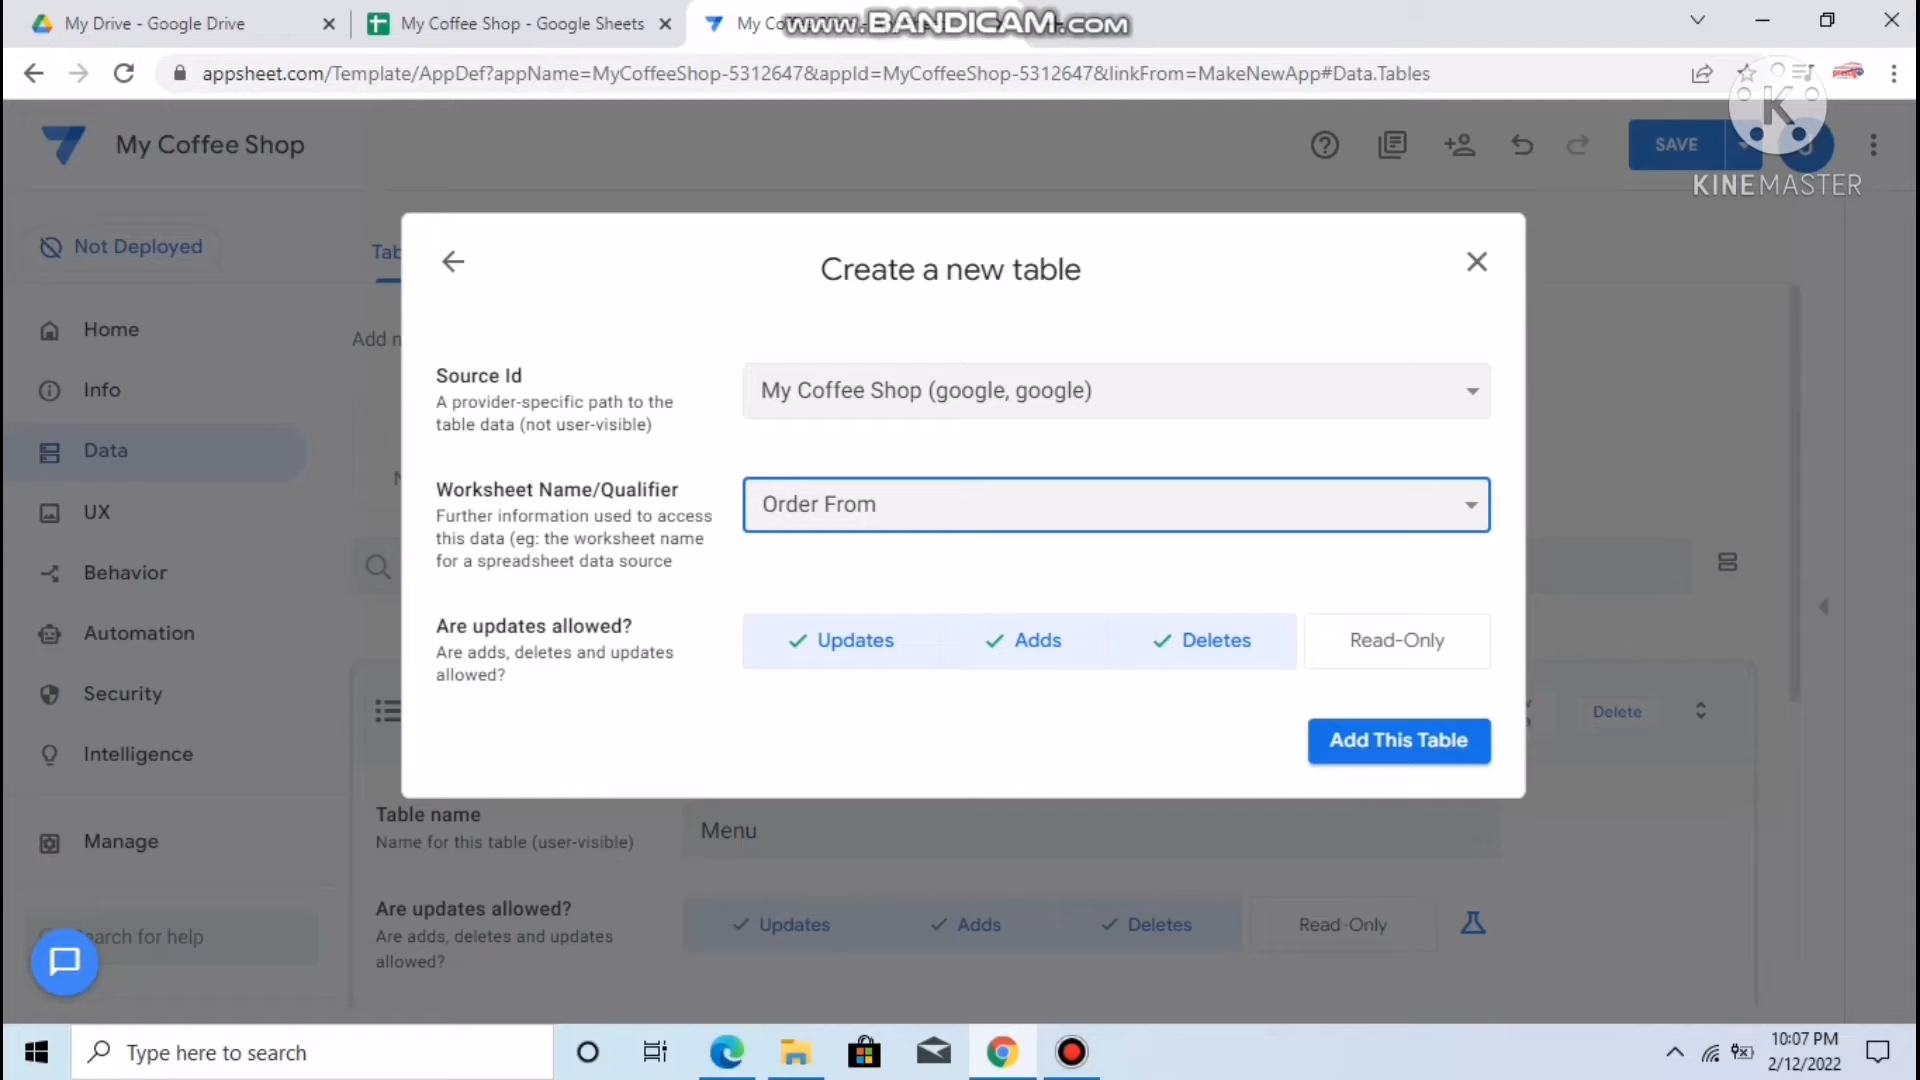 My Drive - Google Drive
My Coffee Shop - Google Sheets
My Co
www.BANDICAM.com
appsheet.com/Template/AppDef?appName=MyCoffeeShop-5312647&appId=MyCoffeeShop-5312647&linkFrom=MakeNewApp#Data.Tables
My Coffee Shop
SAVE
K
KINEMASTER
Not Deployed
Tab
Create a new table
Home
Add n
Info
Source Id
A provider-specific path to the
table data (not user-visible)
My Coffee Shop (google, google)
Data
Worksheet Name/Qualifier
Further information used to access
this data (eg: the worksheet name
for a spreadsheet data source
Order From
UX
Behavior
Automation
Are updates allowed?
Are adds, deletes and updates
allowed?
Updates
Adds
Deletes
Read-Only
Security
Intelligence
Delete
Add This Table
Manage
Table name
Name for this table (user-visible)
Menu
Are updates allowed?
Are adds, deletes and updates
allowed?
Updates
Adds
Deletes
Read-Only
earch for help
Type here to search
10:07 PM
2/12/2022